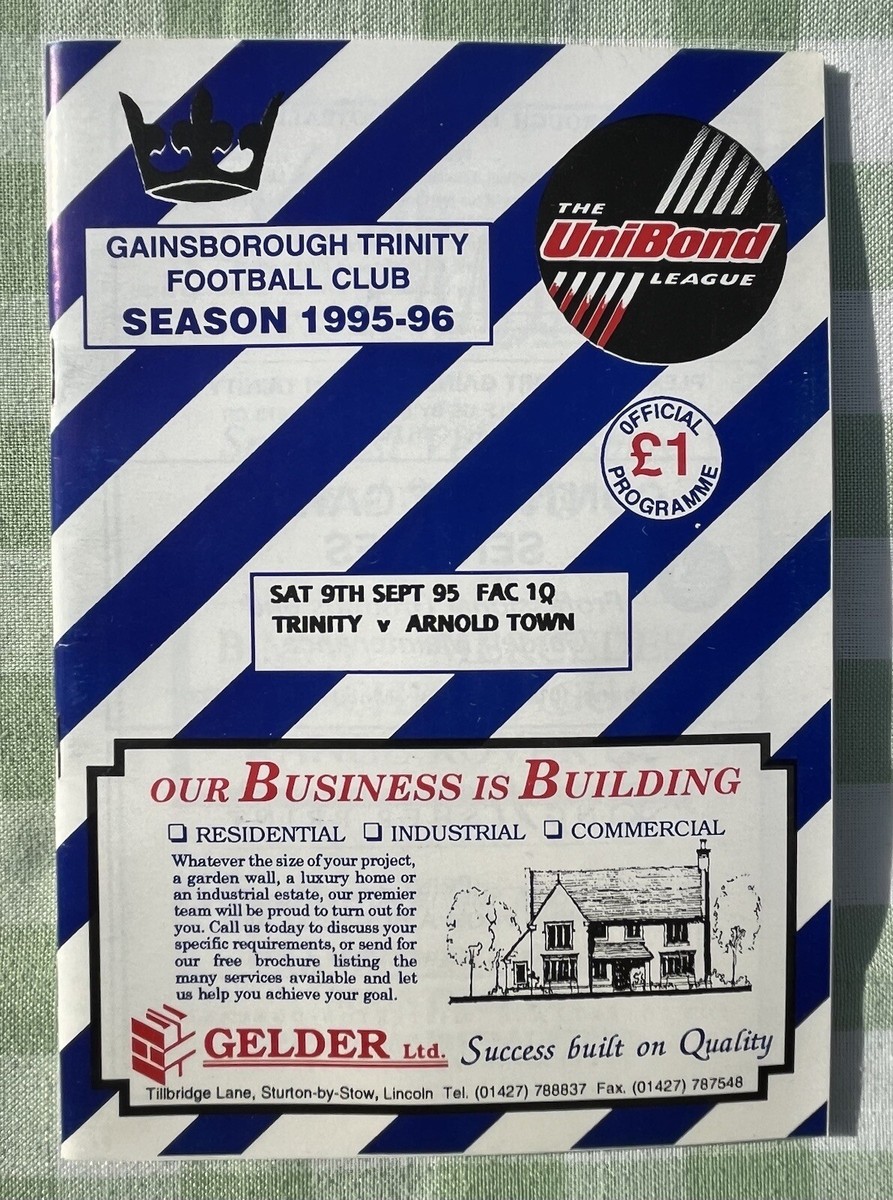 GAINSBOROUGH TRINITY
FOOTBALL CLUB
SEASON 1995-96
THE
UniBond
LEAGUE
OFFICIAL
£1
PROGRAMME
SAT 9TH SEPT 95 FAC 1Q
TRINITY v ARNOLD TOWN
OUR BUSINESS IS BUILDING
❑ RESIDENTIAL ❑ INDUSTRIAL ❑ COMMERCIAL
Whatever the size of your project,
a garden wall, a luxury home or
an industrial estate, our premier
team will be proud to turn out for
you. Call us today to discuss your
specific requirements, or send for
our free brochure listing the
many services available and let
us help you achieve your goal.
GELDER Ltd. Success built on Quality
Tillbridge Lane, Sturton-by-Stow, Lincoln Tel. (01427) 788837 Fax. (01427) 787548